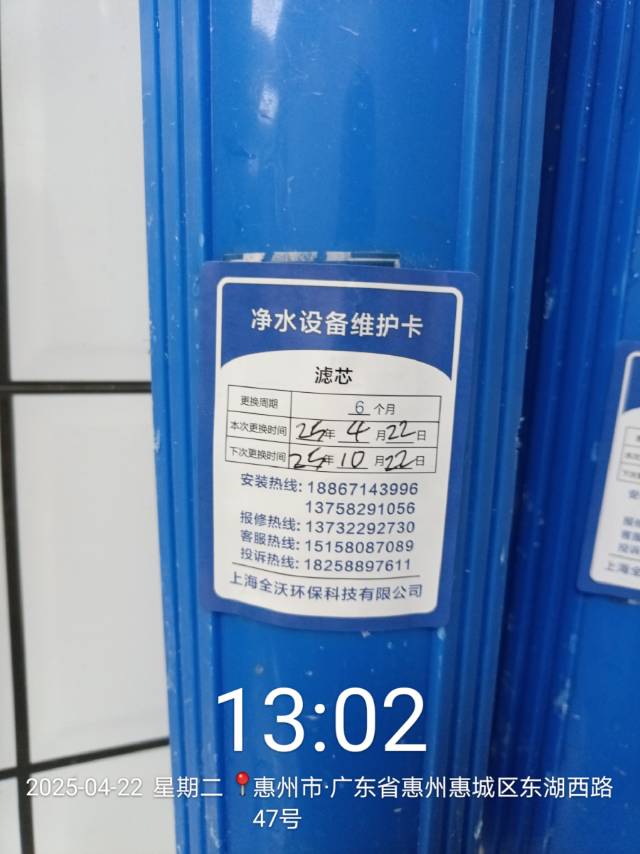 净水设备维护卡
滤芯
更换周期 6 个月
本次更换时间 25年 4 月22日
下次更换时间 25年 10 月22日
安装热线: 18867143996
13758291056
报修热线: 13732292730
客服热线: 15158087089
投诉热线: 18258897611
上海全沃环保科技有限公司
13:02
2025-04-22 星期二 惠州市·广东省惠州惠城区东湖西路
47号